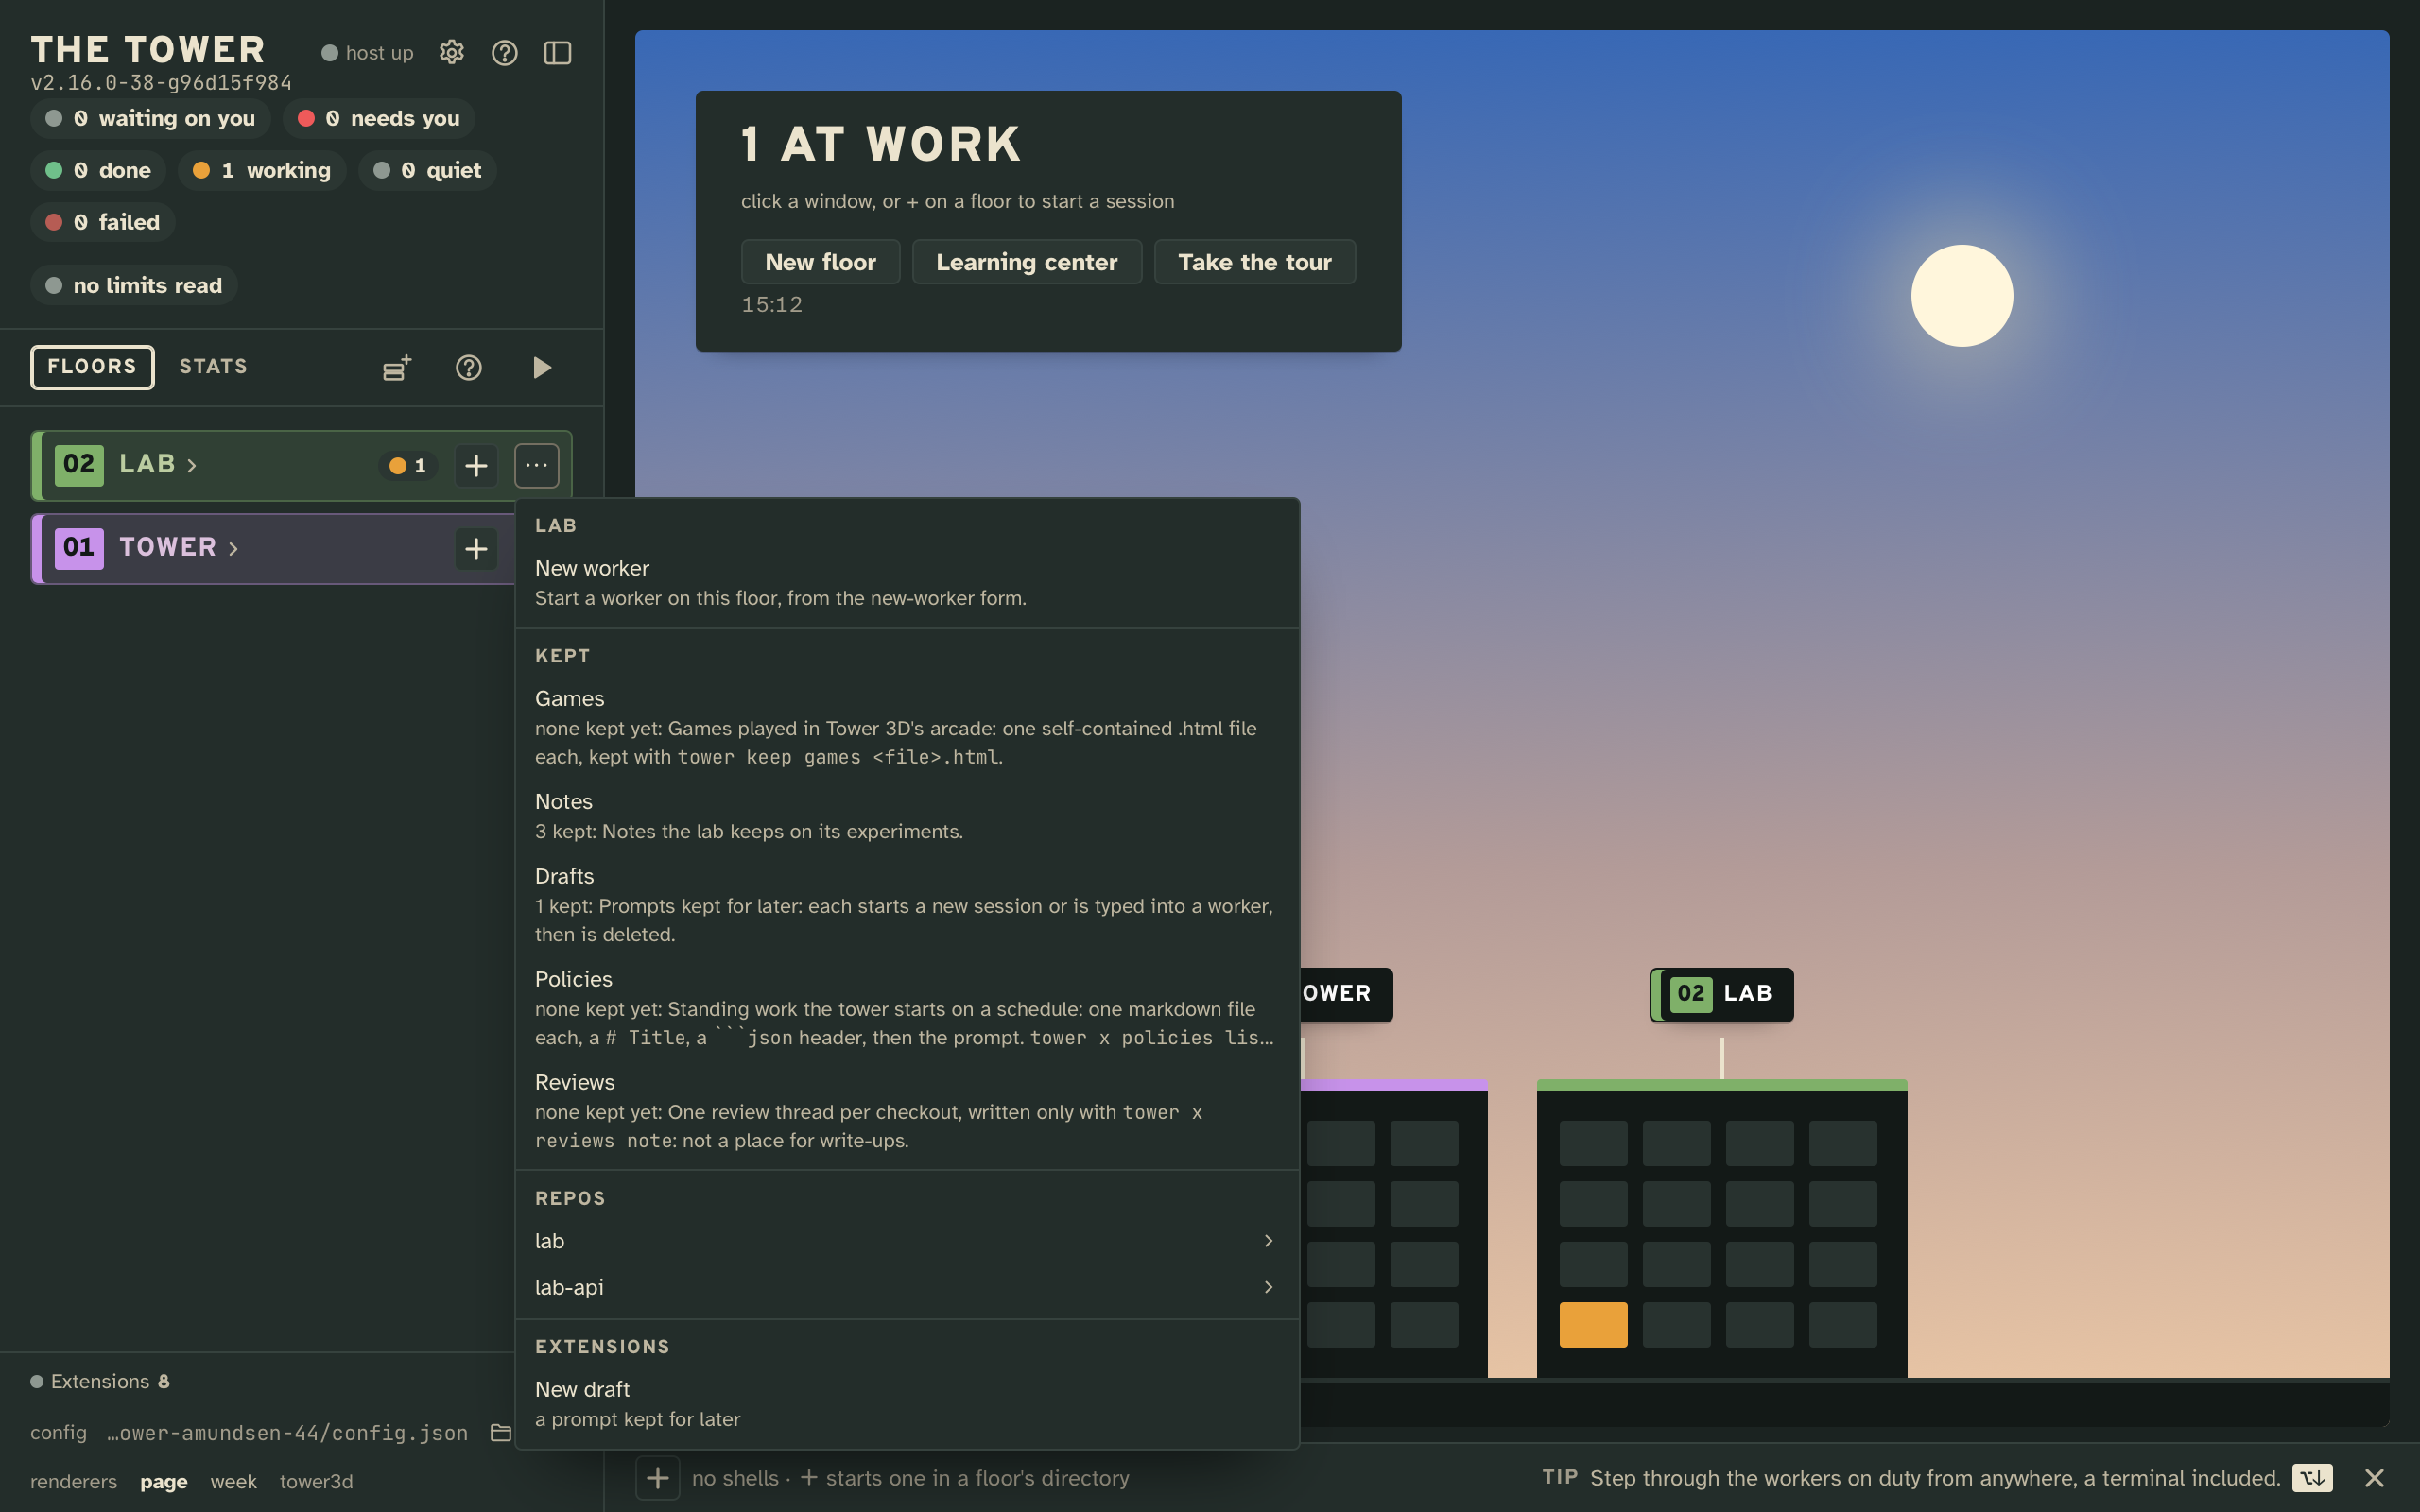 THE TOWER
host up
v2.16.0-38-g96d15f984
0 waiting on you
0 needs you
0 done
1 working
0 quiet
0 failed
no limits read
FLOORS
STATS
02 LAB
1
01 TOWER
1 AT WORK
click a window, or + on a floor to start a session
New floor
Learning center
Take the tour
15:12
LAB
New worker
Start a worker on this floor, from the new-worker form.
KEPT
Games
none kept yet: Games played in Tower 3D's arcade: one self-contained .html file
each, kept with tower keep games <file>.html.
Notes
3 kept: Notes the lab keeps on its experiments.
Drafts
1 kept: Prompts kept for later: each starts a new session or is typed into a worker,
then is deleted.
Policies
none kept yet: Standing work the tower starts on a schedule: one markdown file
each, a # Title, a ```json header, then the prompt. tower x policies lis…
Reviews
none kept yet: One review thread per checkout, written only with tower x
reviews note: not a place for write-ups.
REPOS
lab
lab-api
EXTENSIONS
New draft
a prompt kept for later
OWER
02 LAB
Extensions 8
config …ower-amundsen-44/config.json
renderers page week tower3d
no shells · + starts one in a floor's directory
TIP Step through the workers on duty from anywhere, a terminal included. ⌥↓